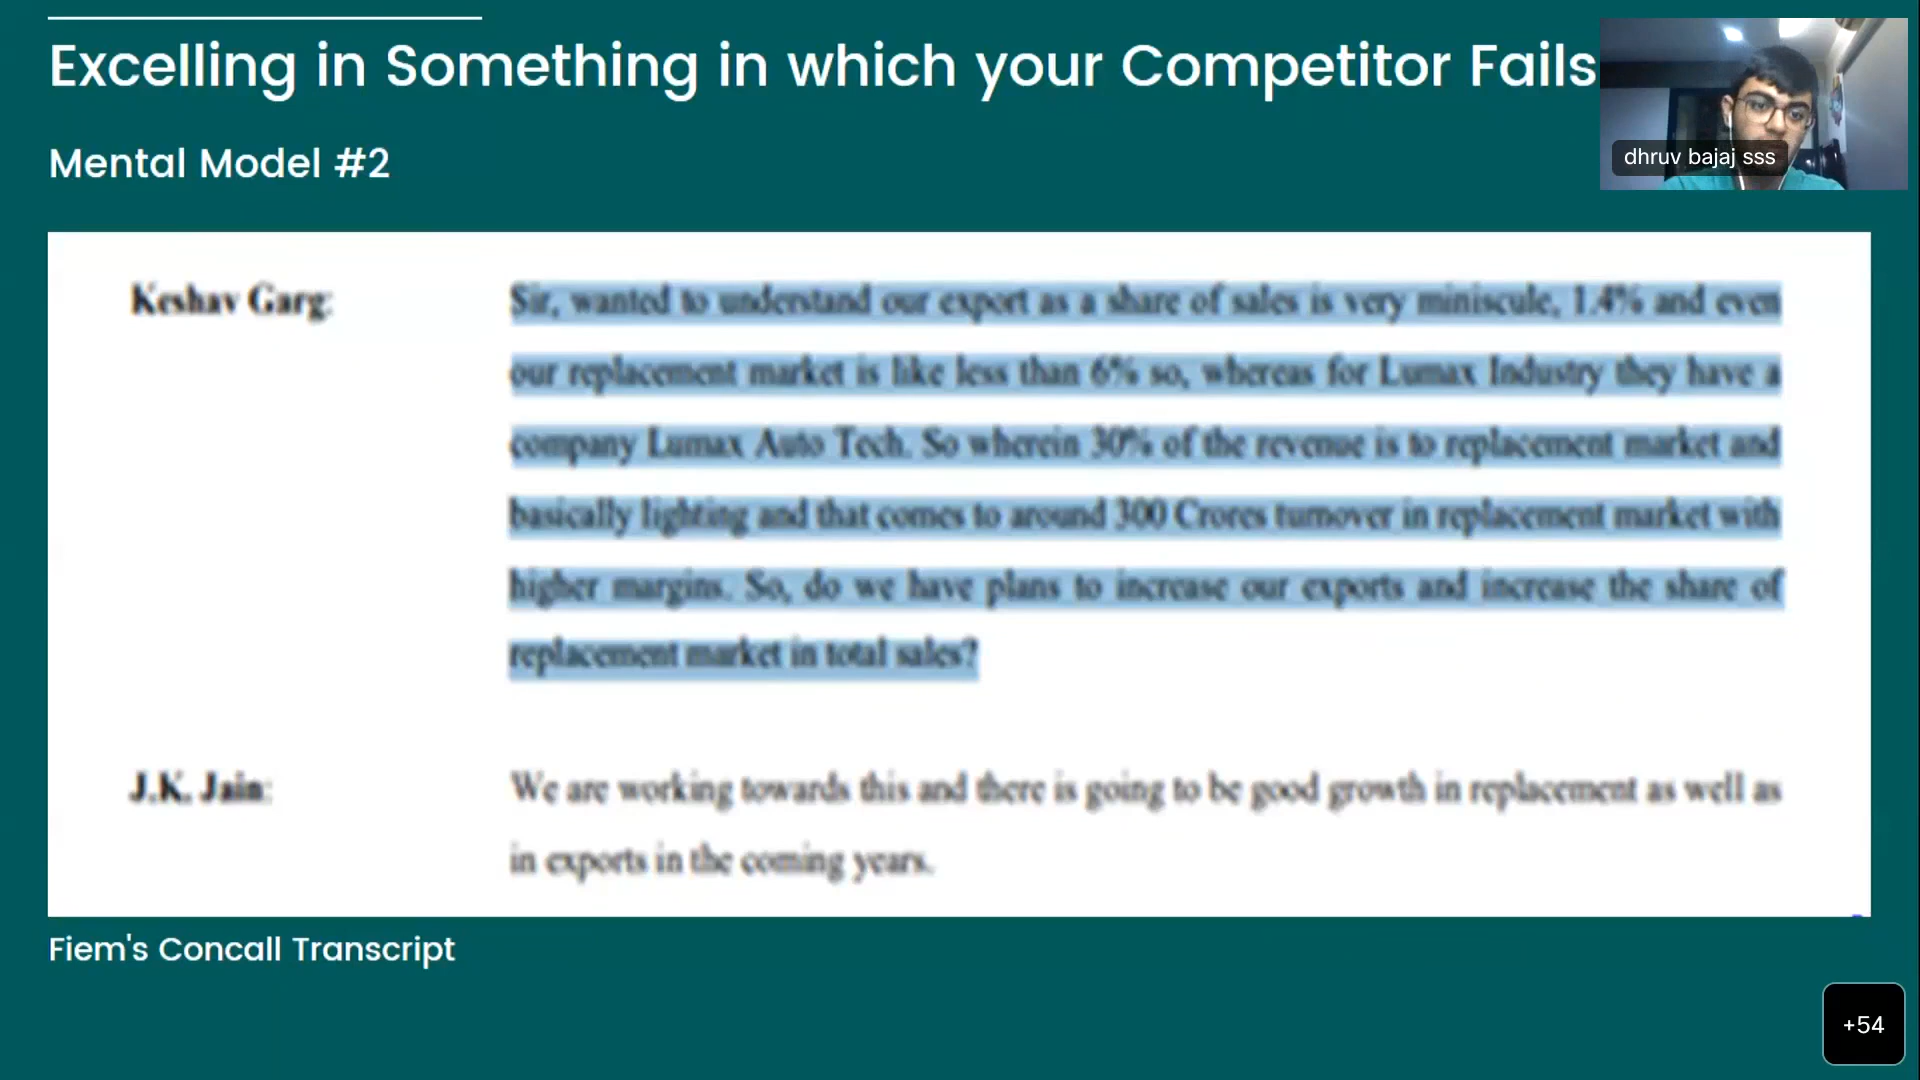 Excelling in Something in which your Competitor Fails
dhruv bajaj sss
Mental Model #2
Keshav Garg: Sir, wanted to understand our export as a share of sales is very miniscule, 1.4% and even
our replacement market is like less than 6% so, whereas for Lumax Industry they have a
company Lumax Auto Tech. So wherein 30% of the revenue is to replacement market and
basically lighting and that comes to around 300 Crores turnover in replacement market with
higher margins. So, do we have plans to increase our exports and increase the share of
replacement market in total sales?
J.K. Jain: We are working towards this and there is going to be good growth in replacement as well as
in exports in the coming years.
Fiem's Concall Transcript
+54